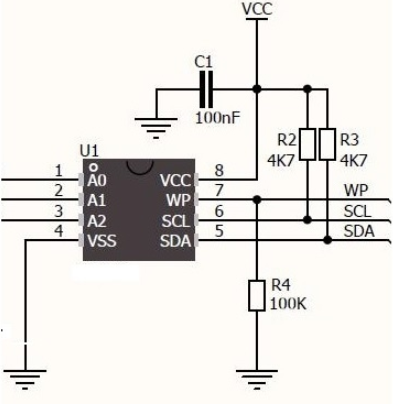 VCC
C1
100nF
R2 R3
4K7 4K7
U1
1 A0 VCC 8
2 A1 WP 7 WP
3 A2 SCL 6 SCL
4 VSS SDA 5 SDA
R4
100K